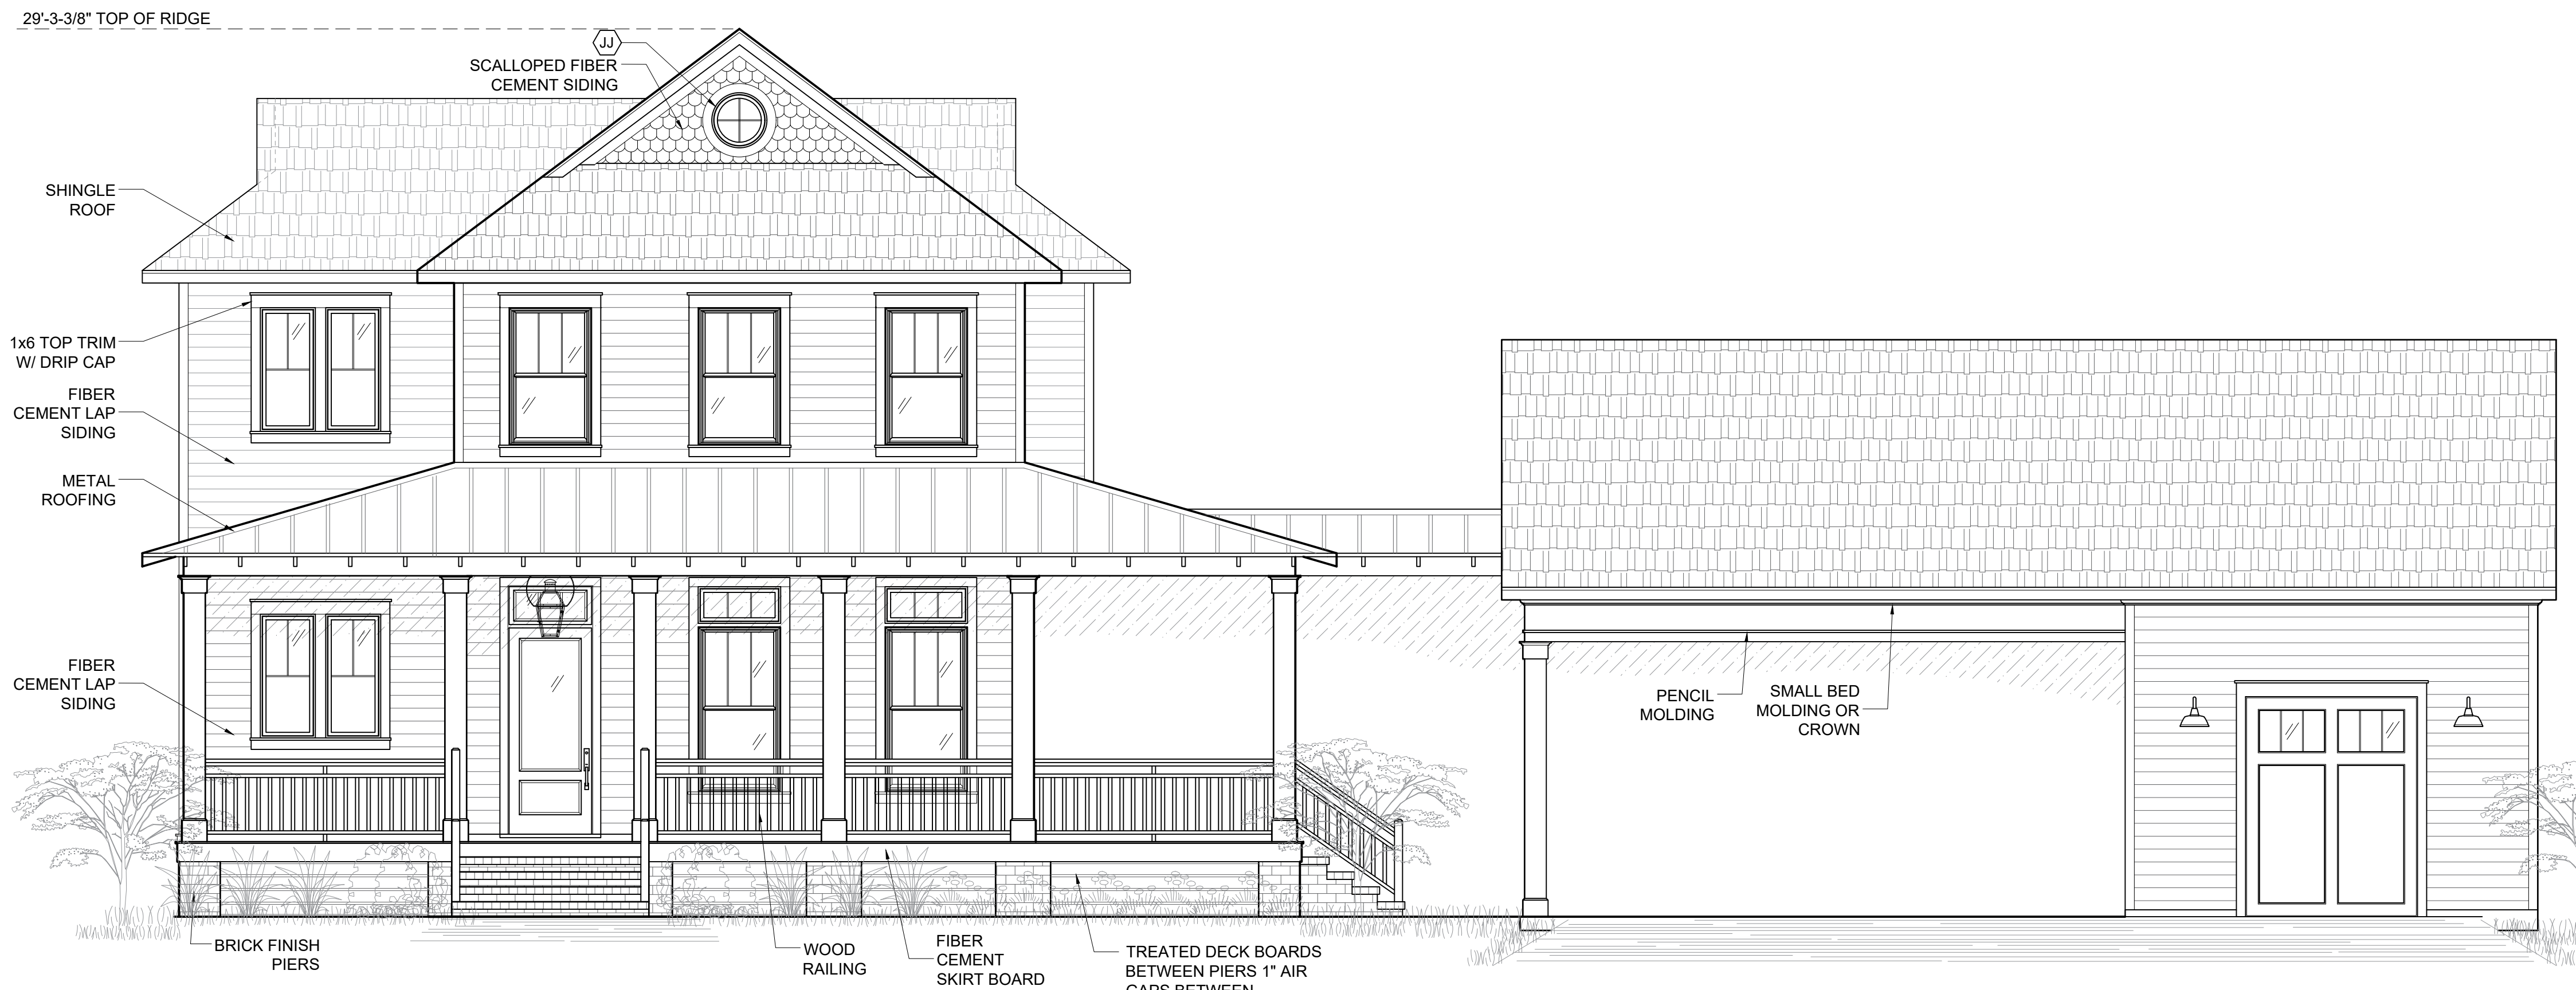 29'-3-3/8" TOP OF RIDGE
JJ
SCALLOPED FIBER
CEMENT SIDING
SHINGLE
ROOF
1x6 TOP TRIM
W/ DRIP CAP
FIBER
CEMENT LAP
SIDING
METAL
ROOFING
FIBER
CEMENT LAP
SIDING
PENCIL
MOLDING
SMALL BED
MOLDING OR
CROWN
BRICK FINISH
PIERS
WOOD
RAILING
FIBER
CEMENT
SKIRT BOARD
TREATED DECK BOARDS
BETWEEN PIERS 1" AIR
GAPS BETWEEN